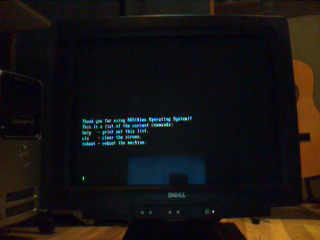 Thank you for using Operating System!
This is a list of the current commands:
help - print out this list.
cls - clear the screen.
reboot - reboot the machine.
DELL